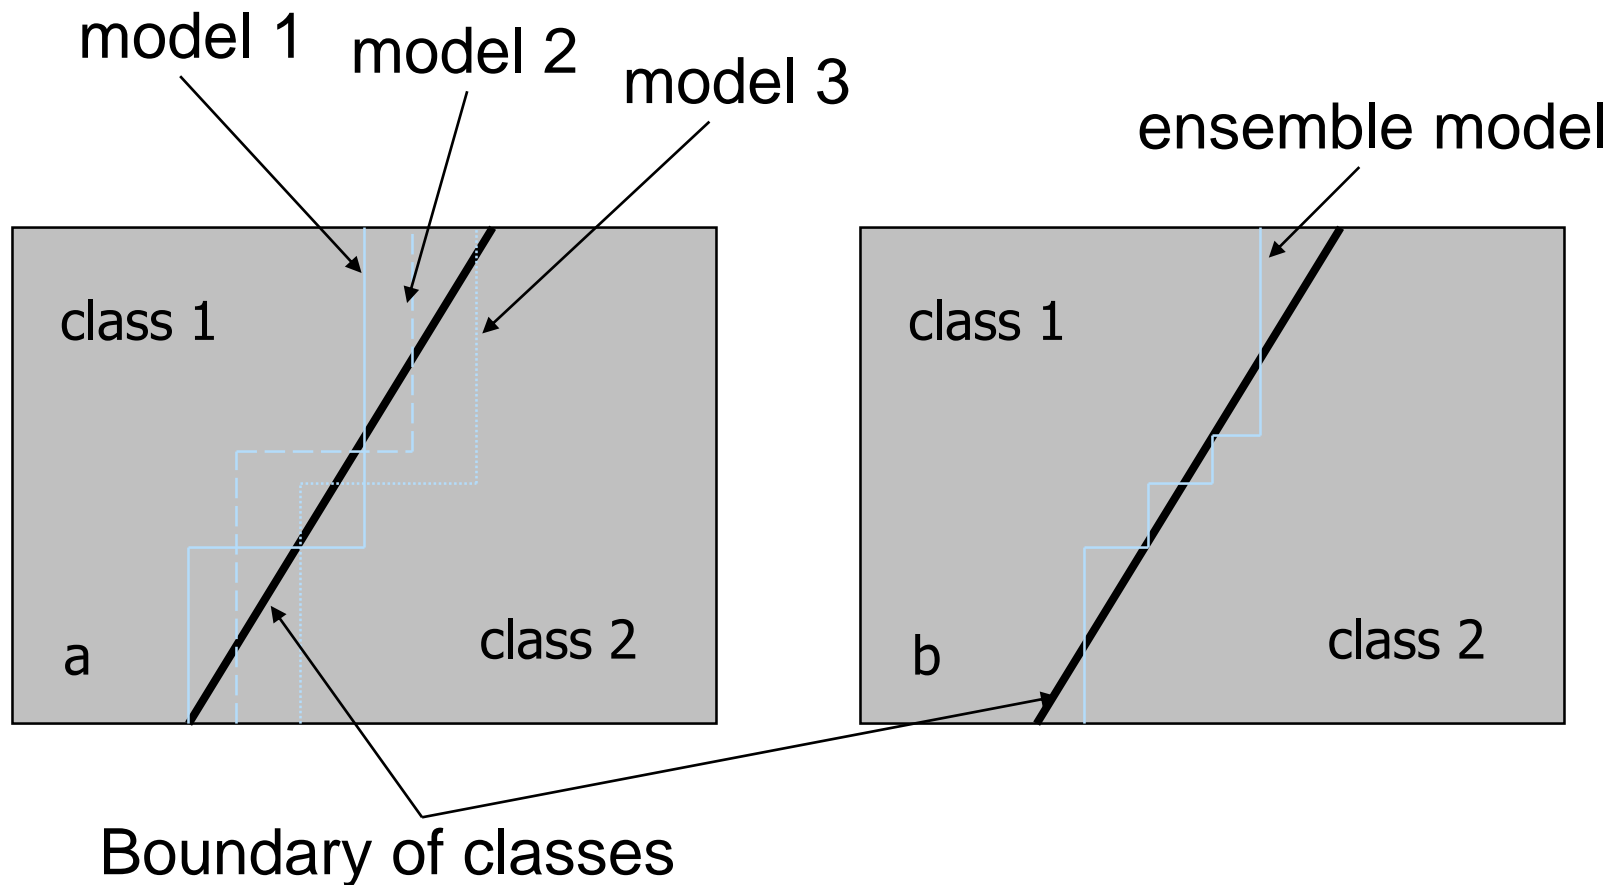 model 1
model 2
model 3
ensemble model
class 1
class 1
class 2
class 2
a
b
Boundary of classes